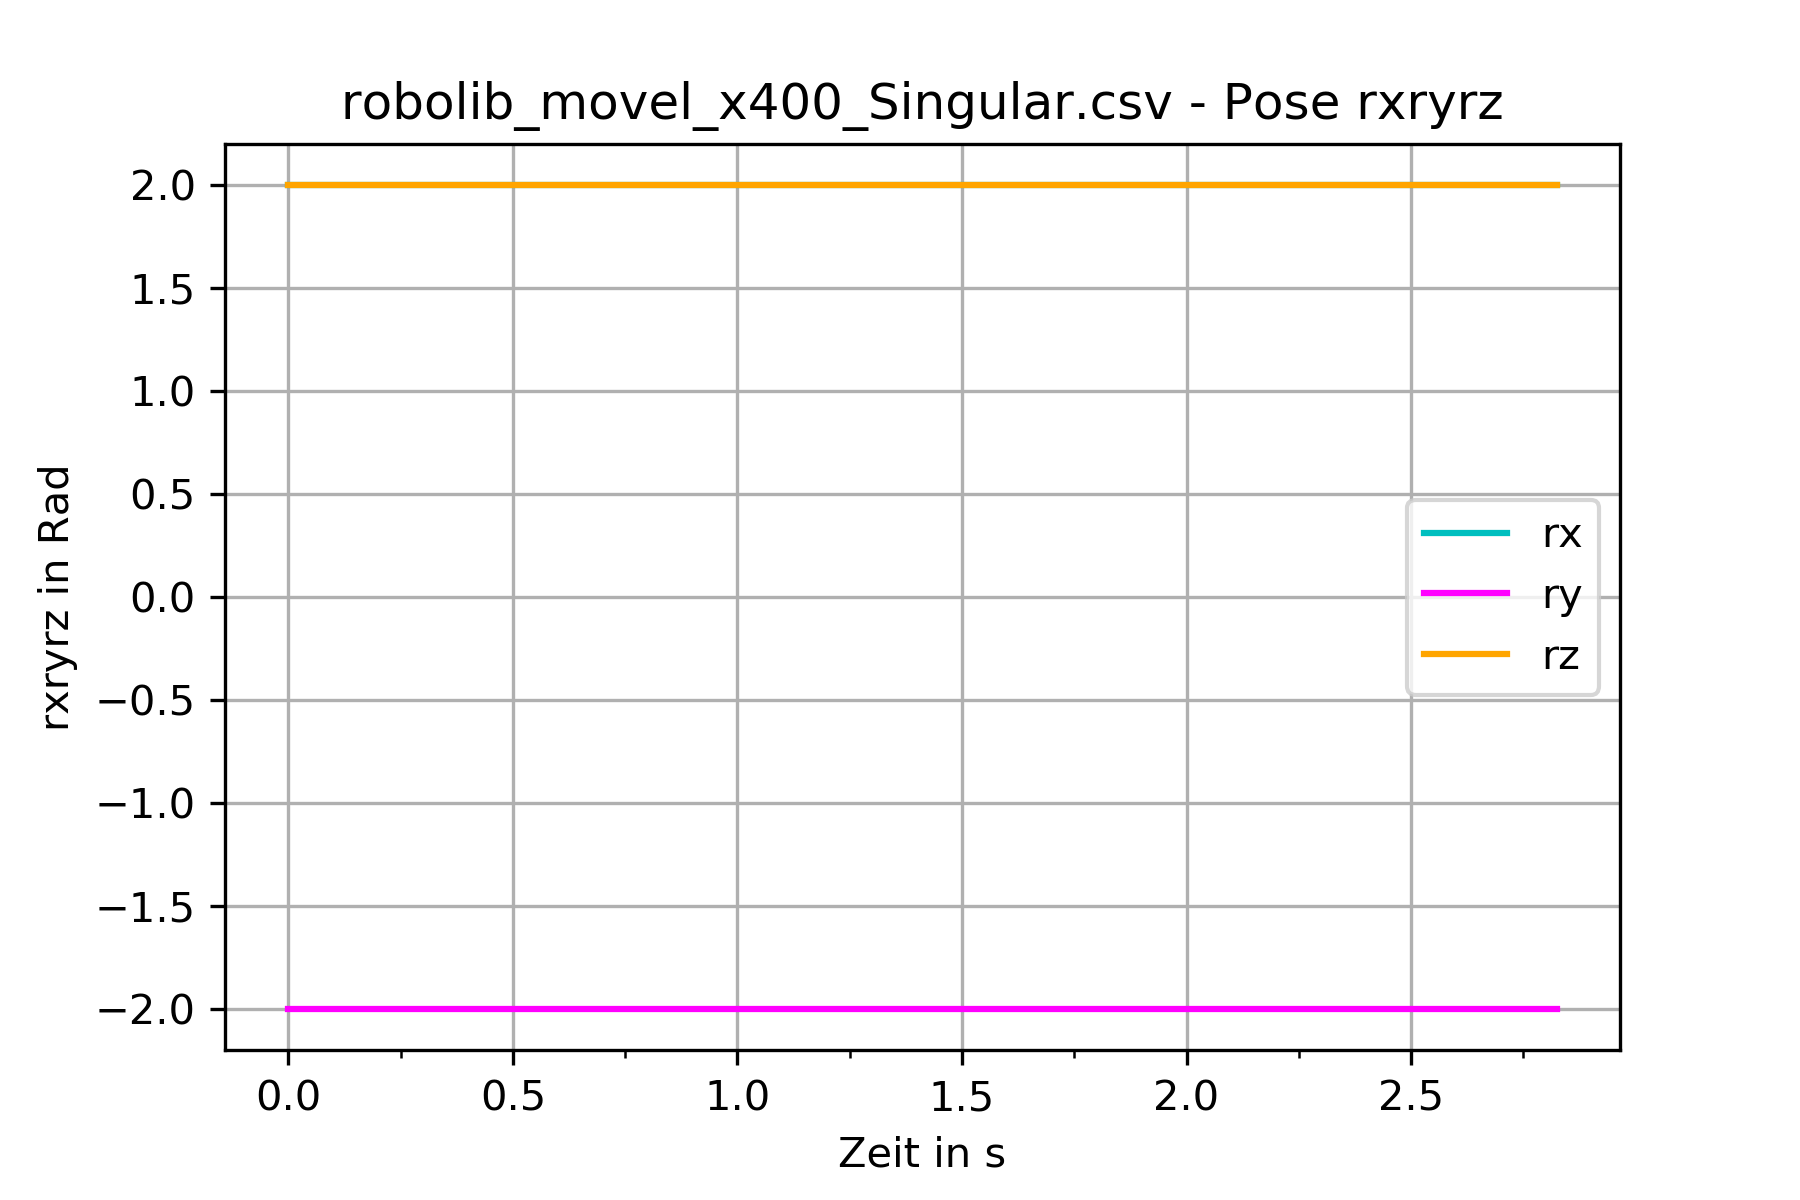 robolib_movel_x400_Singular.csv - Pose rxryrz
rxryrz in Rad
2.0
1.5
1.0
0.5
0.0
−0.5
−1.0
−1.5
−2.0
rx
ry
rz
0.0 0.5 1.0 1.5 2.0 2.5
Zeit in s